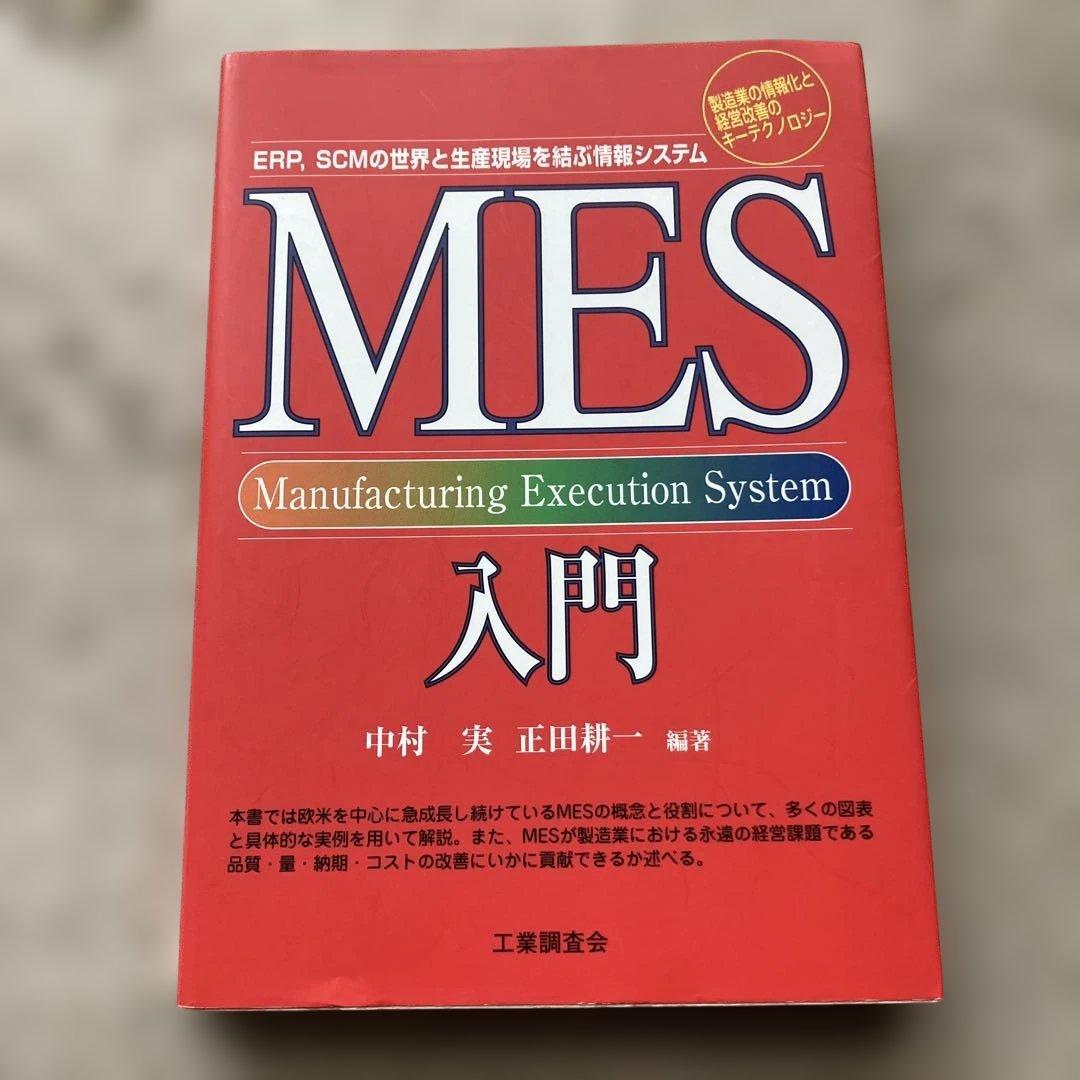 製造業の情報化と
経営改善の
キーテクノロジー
ERP, SCMの世界と生産現場を結ぶ情報システム
MES
Manufacturing Execution System
入門
中村 実 正田耕一 編著
本書では欧米を中心に急成長し続けているMESの概念と役割について、多くの図表
と具体的な実例を用いて解説。また、MESが製造業における永遠の経営課題である
品質・量・納期・コストの改善にいかに貢献できるか述べる。
工業調査会